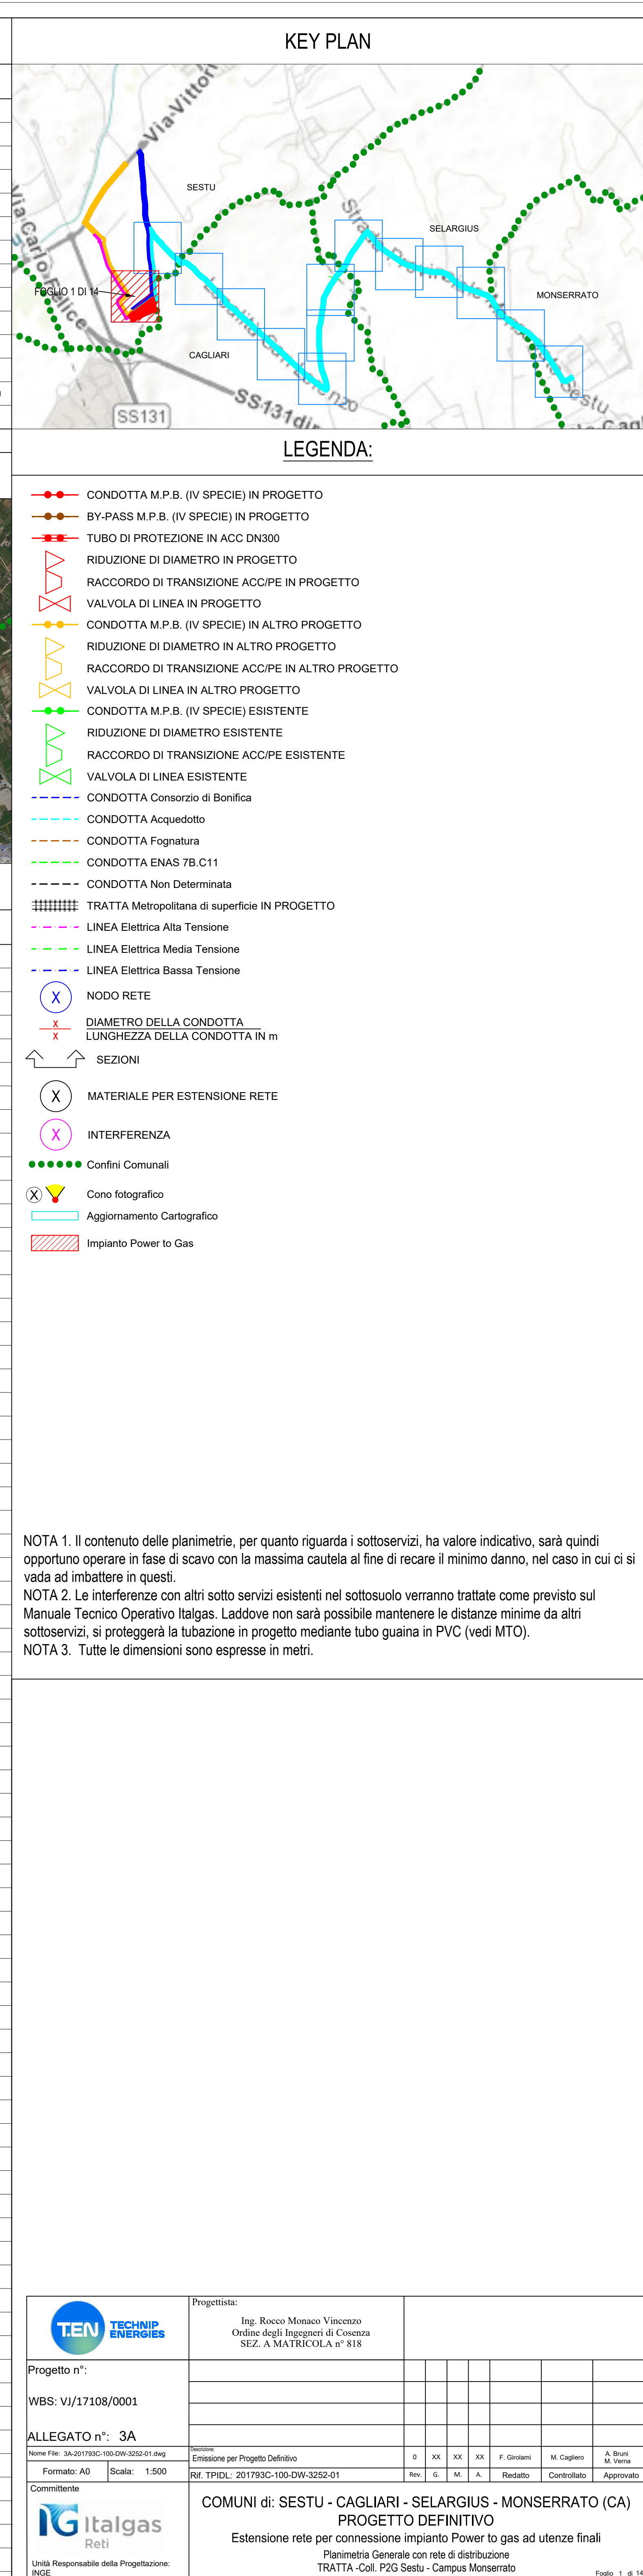 KEY PLAN
Via Vittori
SESTU
SELARGIUS
MONSERRATO
FOGLIO 1 DI 14
CAGLIARI
SS131
SS131dir
Sestu
LEGENDA:
CONDOTTA M.P.B. (IV SPECIE) IN PROGETTO
BY-PASS M.P.B. (IV SPECIE) IN PROGETTO
TUBO DI PROTEZIONE IN ACC DN300
RIDUZIONE DI DIAMETRO IN PROGETTO
RACCORDO DI TRANSIZIONE ACC/PE IN PROGETTO
VALVOLA DI LINEA IN PROGETTO
CONDOTTA M.P.B. (IV SPECIE) IN ALTRO PROGETTO
RIDUZIONE DI DIAMETRO IN ALTRO PROGETTO
RACCORDO DI TRANSIZIONE ACC/PE IN ALTRO PROGETTO
VALVOLA DI LINEA IN ALTRO PROGETTO
CONDOTTA M.P.B. (IV SPECIE) ESISTENTE
RIDUZIONE DI DIAMETRO ESISTENTE
RACCORDO DI TRANSIZIONE ACC/PE ESISTENTE
VALVOLA DI LINEA ESISTENTE
CONDOTTA Consorzio di Bonifica
CONDOTTA Acquedotto
CONDOTTA Fognatura
CONDOTTA ENAS 7B.C11
CONDOTTA Non Determinata
TRATTA Metropolitana di superficie IN PROGETTO
LINEA Elettrica Alta Tensione
LINEA Elettrica Media Tensione
LINEA Elettrica Bassa Tensione
X NODO RETE
X DIAMETRO DELLA CONDOTTA
X LUNGHEZZA DELLA CONDOTTA IN m
SEZIONI
X MATERIALE PER ESTENSIONE RETE
X INTERFERENZA
Confini Comunali
X Cono fotografico
Aggiornamento Cartografico
Impianto Power to Gas
NOTA 1. Il contenuto delle planimetrie, per quanto riguarda i sottoservizi, ha valore indicativo, sarà quindi
opportuno operare in fase di scavo con la massima cautela al fine di recare il minimo danno, nel caso in cui ci si
vada ad imbattere in questi.
NOTA 2. Le interferenze con altri sotto servizi esistenti nel sottosuolo verranno trattate come previsto sul
Manuale Tecnico Operativo Italgas. Laddove non sarà possibile mantenere le distanze minime da altri
sottoservizi, si proteggerà la tubazione in progetto mediante tubo guaina in PVC (vedi MTO).
NOTA 3. Tutte le dimensioni sono espresse in metri.
T.EN TECHNIP
ENERGIES
Progettista:
Ing. Rocco Monaco Vincenzo
Ordine degli Ingegneri di Cosenza
SEZ. A MATRICOLA n° 818
Progetto n°:
WBS: VJ/17108/0001
ALLEGATO n°: 3A
Nome File: 3A-201793C-100-DW-3252-01.dwg
Formato: A0 Scala: 1:500
Descrizione:
Emissione per Progetto Definitivo 0 XX XX XX F. Girolami M. Cagliero A. Bruni
M. Verna
Rif. TPIDL: 201793C-100-DW-3252-01 Rev. G. M. A. Redatto Controllato Approvato
Committente
IG Italgas
Reti
Unità Responsabile della Progettazione:
INGE
COMUNI di: SESTU - CAGLIARI - SELARGIUS - MONSERRATO (CA)
PROGETTO DEFINITIVO
Estensione rete per connessione impianto Power to gas ad utenze finali
Planimetria Generale con rete di distribuzione
TRATTA -Coll. P2G Sestu - Campus Monserrato
Foglio 1 di 14